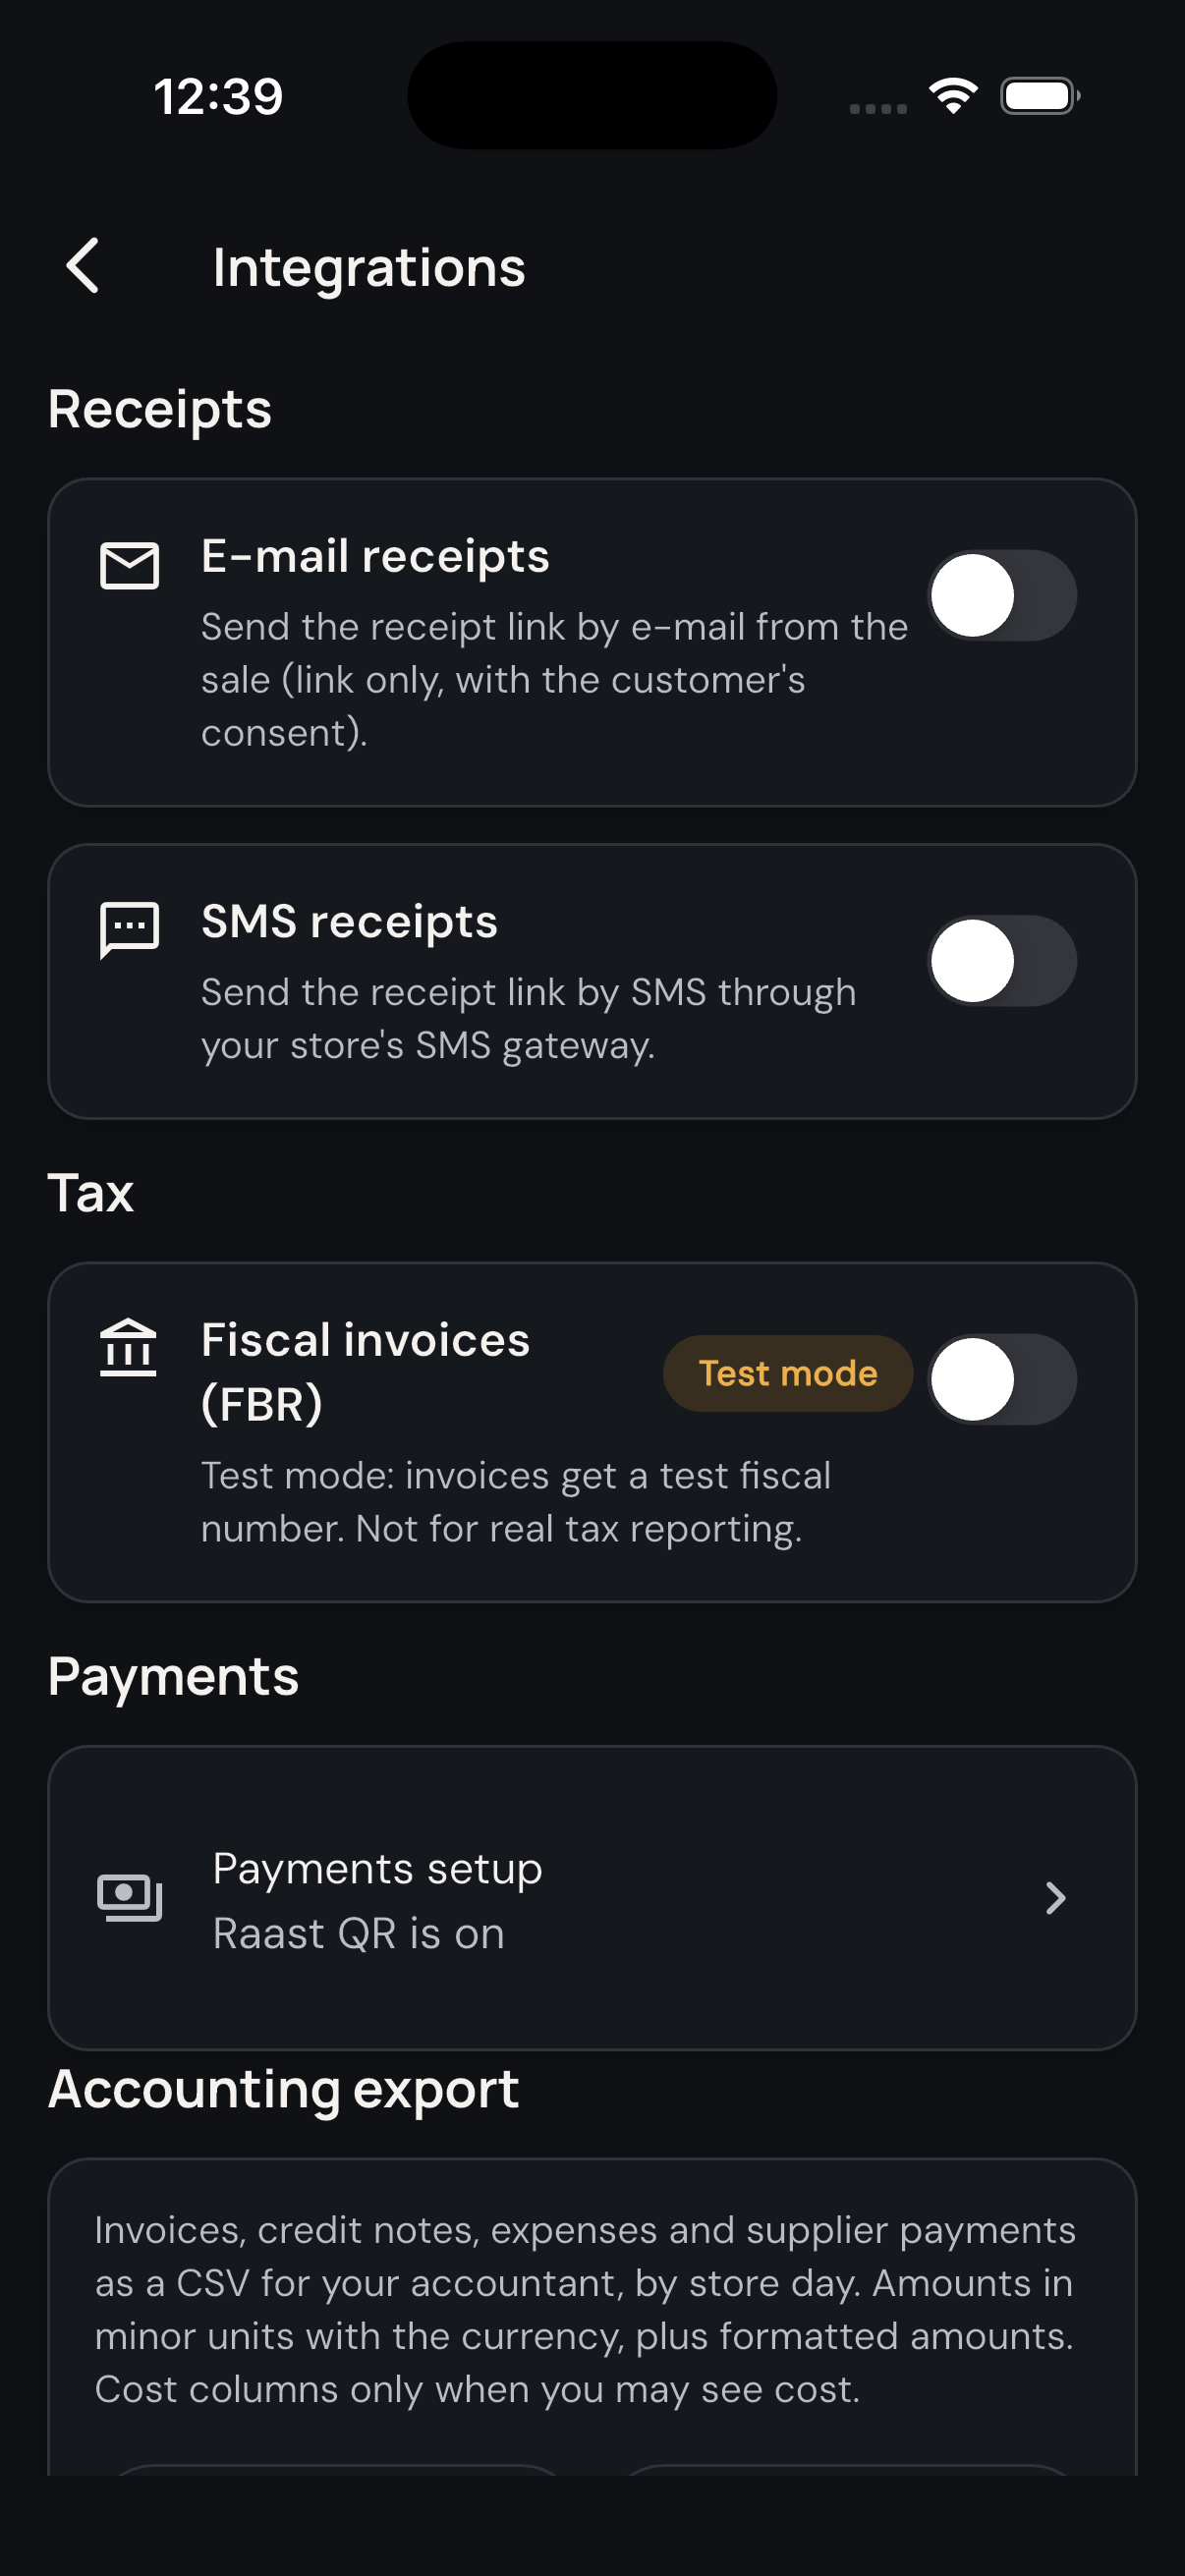 12:39
Integrations
Receipts
E-mail receipts
Send the receipt link by e-mail from the
sale (link only, with the customer's
consent).
SMS receipts
Send the receipt link by SMS through
your store's SMS gateway.
Tax
Fiscal invoices
(FBR)
Test mode
Test mode: invoices get a test fiscal
number. Not for real tax reporting.
Payments
Payments setup
Raast QR is on
Accounting export
Invoices, credit notes, expenses and supplier payments
as a CSV for your accountant, by store day. Amounts in
minor units with the currency, plus formatted amounts.
Cost columns only when you may see cost.